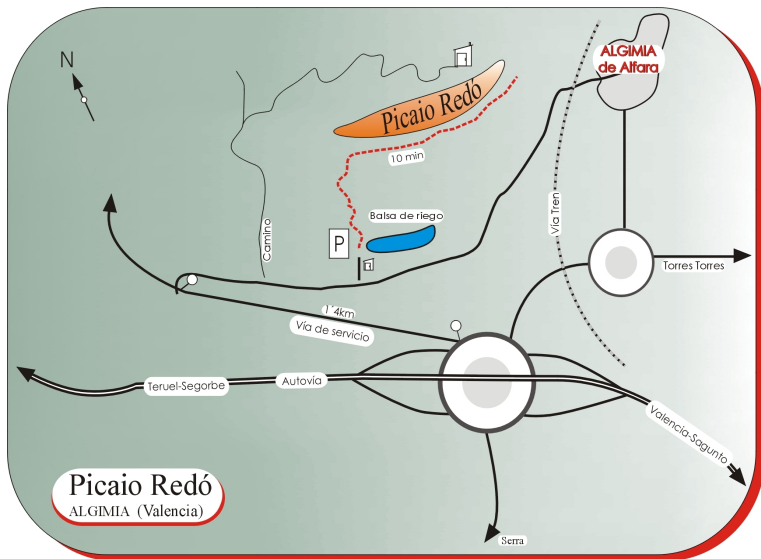 N
ALGIMIA
de Alfara
Picaio Redó
10 min
Balsa de riego
Vía Tren
Camino
P
Torres Torres
1´4km
Vía de servicio
Teruel-Segorbe
Autovía
Valencia-Sagunto
Picaio Redó
ALGIMIA (Valencia)
Serra